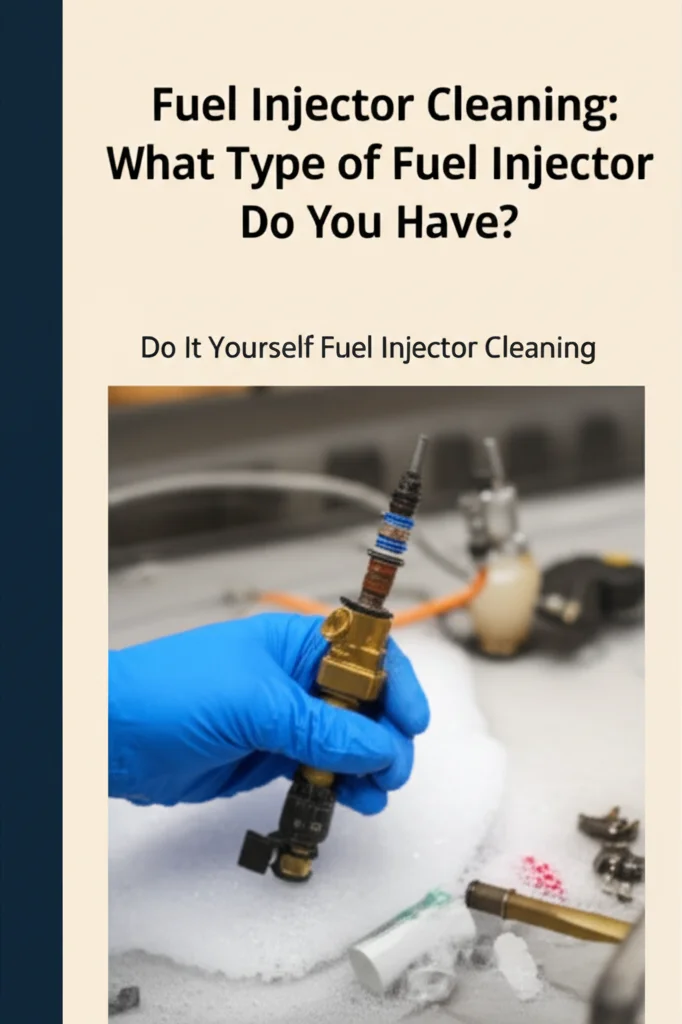 Fuel Injector Cleaning:
What Type of Fuel Injector
Do You Have?
Do It Yourself Fuel Injector Cleaning